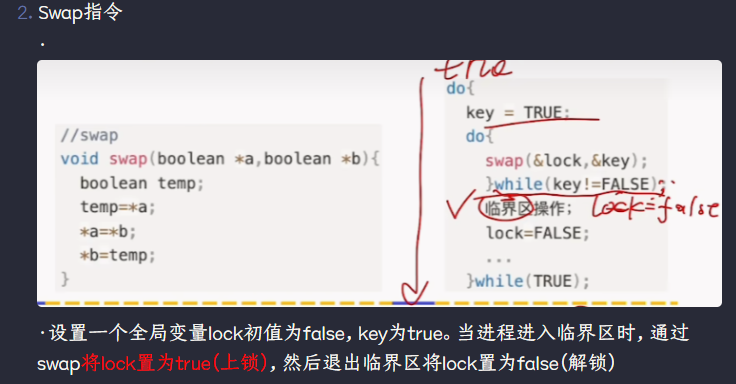 2. Swap指令
·
true
//swap
void swap(boolean *a,boolean *b){
boolean temp;
temp=*a;
*a=*b;
*b=temp;
}
do{
key = TRUE;
do{
swap(&lock,&key);
}while(key!=FALSE);
临界区操作; lock=false
lock=FALSE;
...
}while(TRUE);
·设置一个全局变量lock初值为false, key为true。当进程进入临界区时, 通过
swap将lock置为true(上锁), 然后退出临界区将lock置为false(解锁)